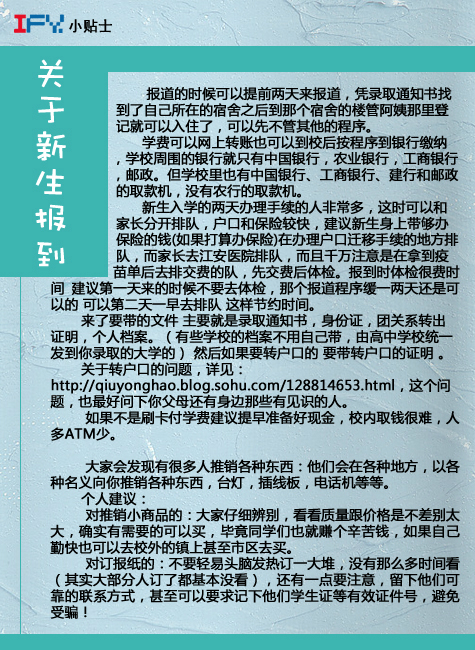 IFY 小贴士
关于新生报到
报道的时候可以提前两天来报道，凭录取通知书找
到了自己所在的宿舍之后到那个宿舍的楼管阿姨那里登
记就可以入住了，可以先不管其他的程序。
学费可以网上转账也可以到校后按程序到银行缴纳
，学校周围的银行就只有中国银行，农业银行，工商银行
，邮政。但学校里也有中国银行、工商银行、建行和邮政
的取款机，没有农行的取款机。
新生入学的两天办理手续的人非常多，这时可以和
家长分开排队，户口和保险较快，建议新生身上带够办
保险的钱(如果打算办保险)在办理户口迁移手续的地方排
队，而家长去江安医院排队，而且千万注意是在拿到疫
苗单后去排交费的队，先交费后体检。报到时体检很费时
间 建议第一天来的时候不要去体检，那个报道程序缓一两天还是可
以的 可以第二天一早去排队 这样节约时间。
来了要带的文件 主要就是录取通知书，身份证，团关系转出
证明，个人档案。（有些学校的档案不用自己带，由高中学校统一
发到你录取的大学的） 然后如果要转户口的 要带转户口的证明 。
关于转户口的问题，详见：
http://qiuyonghao.blog.sohu.com/128814653.html，这个问
题，也最好问下你父母还有身边那些有见识的人。
如果不是刷卡付学费建议提早准备好现金，校内取钱很难，人
多ATM少。
大家会发现有很多人推销各种东西：他们会在各种地方，以各
种名义向你推销各种东西，台灯，插线板，电话机等等。
个人建议：
对推销小商品的：大家仔细辨别，看看质量跟价格是不差别太
大，确实有需要的可以买，毕竟同学们也就赚个辛苦钱，如果自己
勤快也可以去校外的镇上甚至市区去买。
对订报纸的：不要轻易头脑发热订一大堆，没有那么多时间看
（其实大部分人订了都基本没看），还有一点要注意，留下他们可
靠的联系方式，甚至可以要求记下他们学生证等有效证件号，避免
受骗！